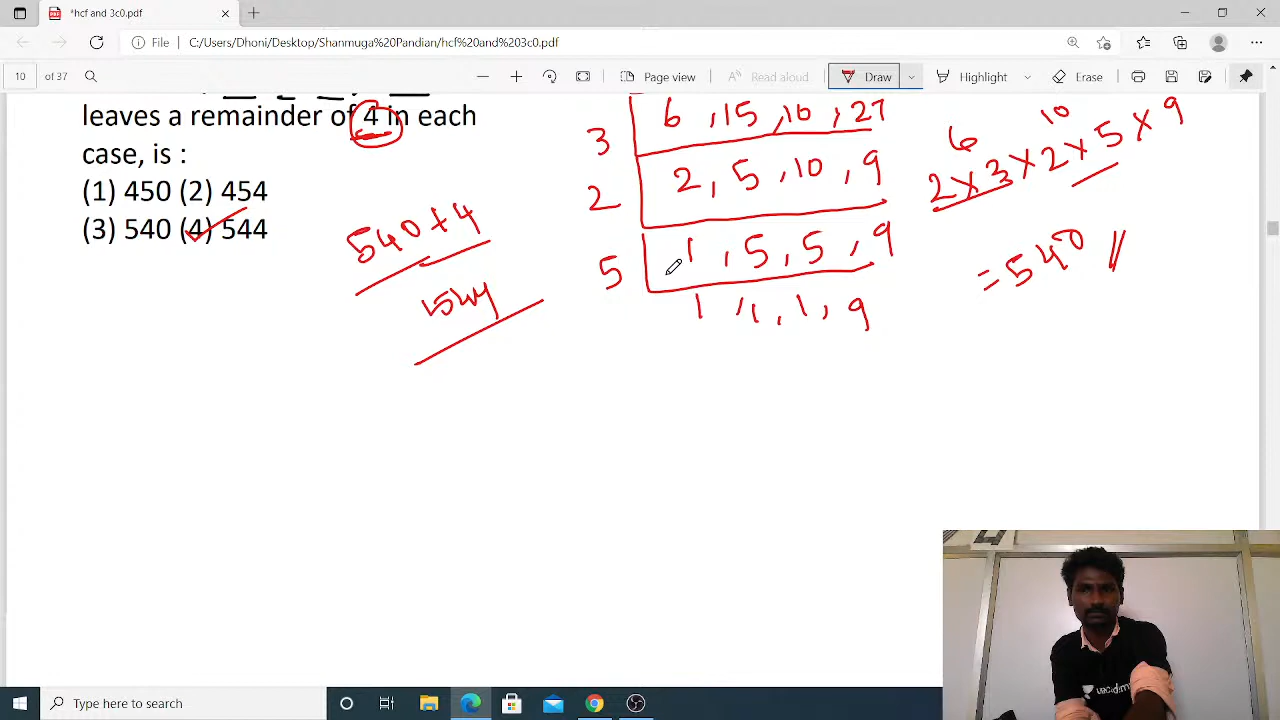 *hcf and 3c0.pdf
File
C:/Users/Dhoni/Desktop/Shanmuga%20Pandian/hcf%20and%203c0.pdf
10 of 37
Page view
Read aloud
Draw
Highlight
Erase
leaves a remainder of 4 in each
case, is :
(1) 450 (2) 454
(3) 540 (4) 544
540+4
544
6, 15, 10, 27
3
2, 5, 10, 9
2
1, 5, 5, 9
5
1, 1, 1, 9
6 10
2×3×2×5×9
=540 //
Type here to search